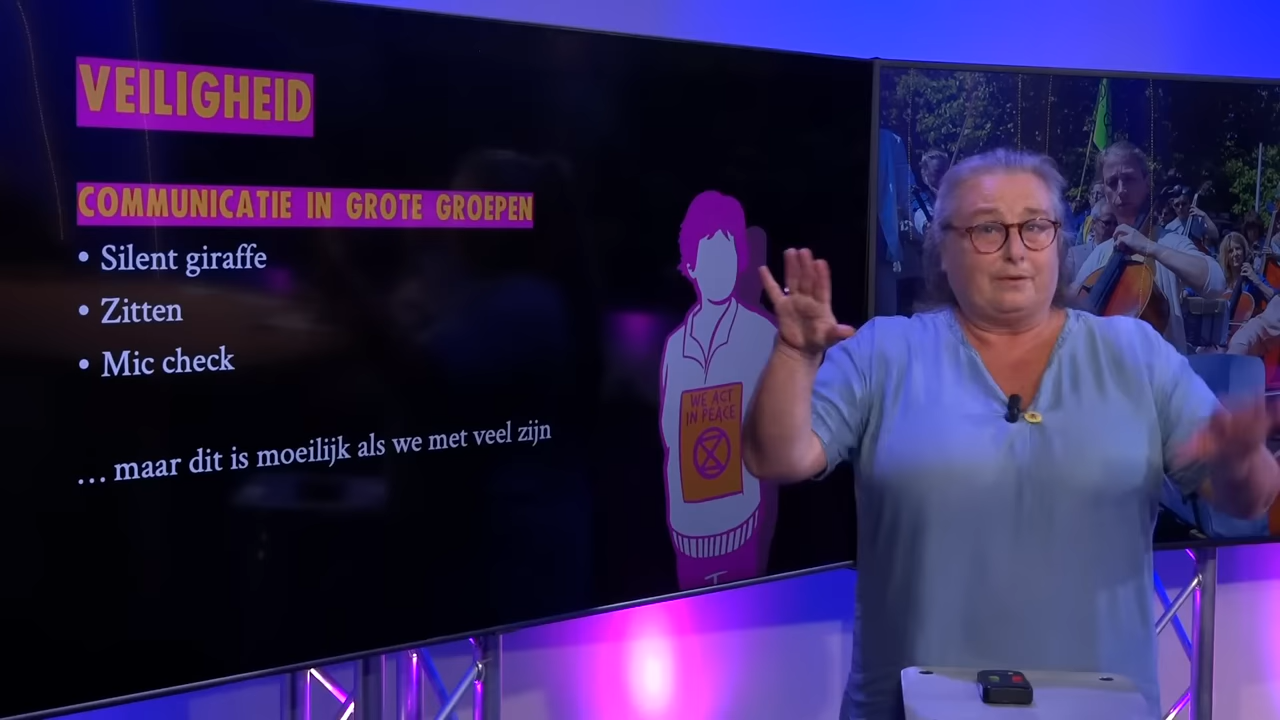 VEILIGHEID
COMMUNICATIE IN GROTE GROEPEN
• Silent giraffe
• Zitten
• Mic check
... maar dit is moeilijk als we met veel zijn
WE ACT
IN PEACE